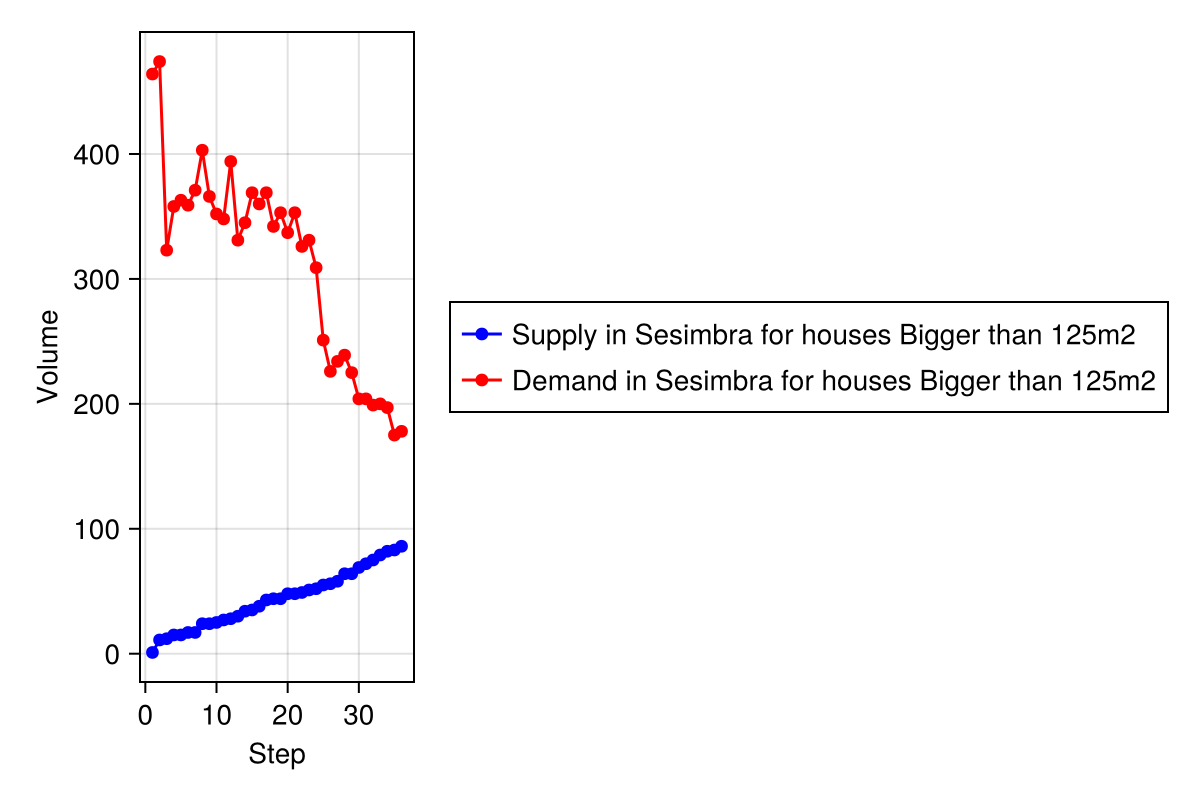 400
300
200
100
0
Volume
0 10 20 30
Step
Supply in Sesimbra for houses Bigger than 125m2
Demand in Sesimbra for houses Bigger than 125m2